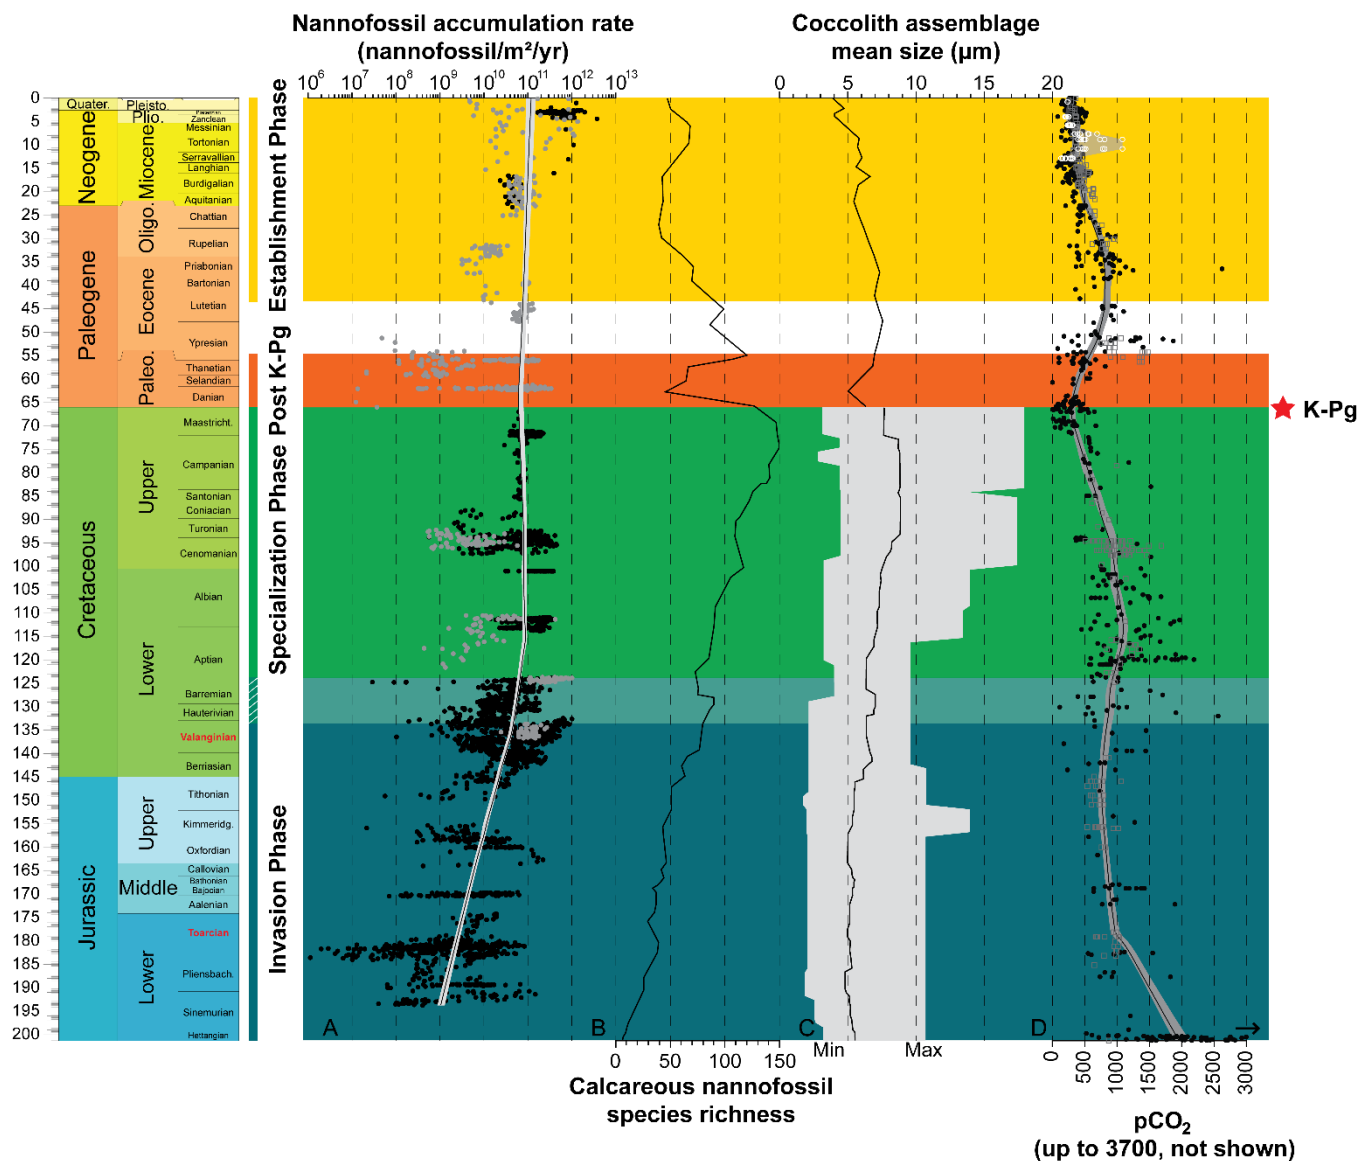 Nannofossil accumulation rate
(nannofossil/m²/yr)
Coccolith assemblage
mean size (µm)
10⁶ 10⁷ 10⁸ 10⁹ 10¹⁰ 10¹¹ 10¹² 10¹³
0 5 10 15 20
0
5
10
15
20
25
30
35
40
45
50
55
60
65
70
75
80
85
90
95
100
105
110
115
120
125
130
135
140
145
150
155
160
165
170
175
180
185
190
195
200
Quater.
Neogene
Paleogene
Cretaceous
Jurassic
Pleisto.
Plio.
Miocene
Oligo.
Eocene
Paleo.
Upper
Lower
Upper
Middle
Lower
Zanclean
Messinian
Tortonian
Serravallian
Langhian
Burdigalian
Aquitanian
Chattian
Rupelian
Priabonian
Bartonian
Lutetian
Ypresian
Thanetian
Selandian
Danian
Maastricht.
Campanian
Santonian
Coniacian
Turonian
Cenomanian
Albian
Aptian
Barremian
Hauterivian
Valanginian
Berriasian
Tithonian
Kimmeridg.
Oxfordian
Callovian
Bathonian
Bajocian
Aalenian
Toarcian
Pliensbach.
Sinemurian
Hettangian
Establishment Phase
Post K-Pg
Specialization Phase
Invasion Phase
K-Pg
A B C D →
Min Max
0 50 100 150
Calcareous nannofossil
species richness
0 500 1000 1500 2000 2500 3000
pCO₂
(up to 3700, not shown)